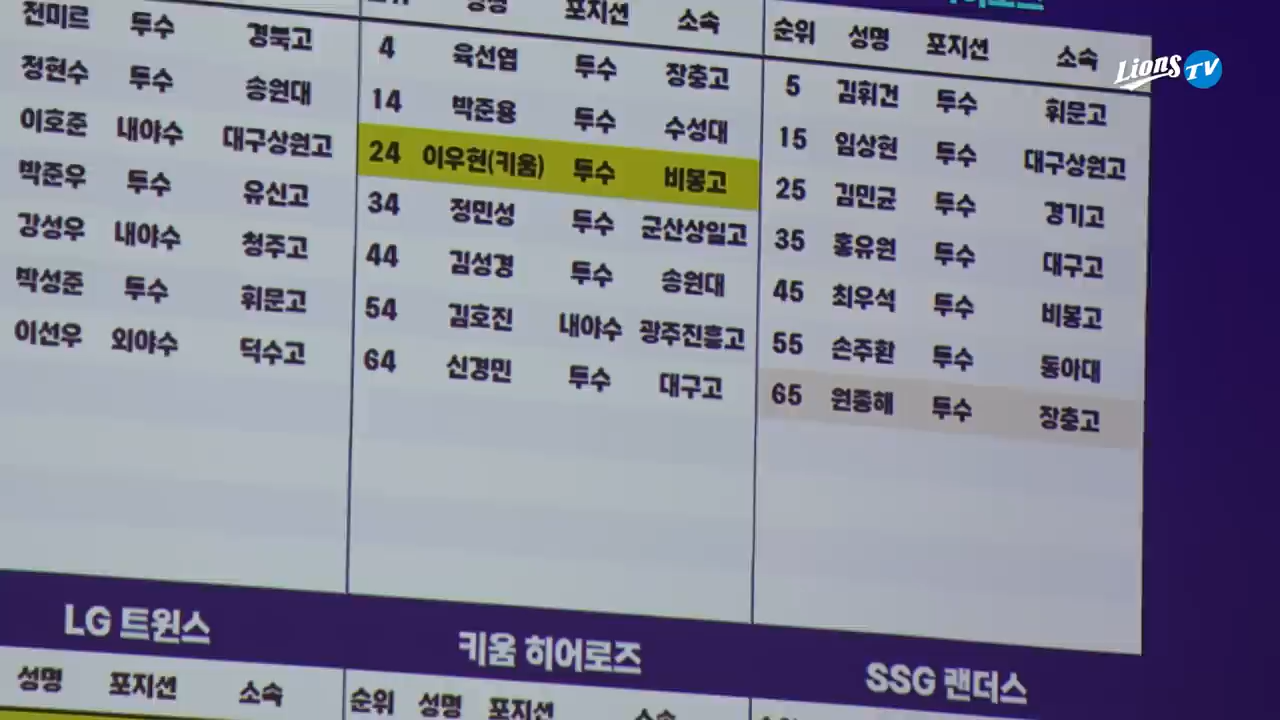 Lions TV
전미르 투수 경북고
정현수 투수 송원대
이호준 내야수 대구상원고
박준우 투수 유신고
강성우 내야수 청주고
박성준 투수 휘문고
이선우 외야수 덕수고
성명 포지션 소속
4 육선엽 투수 장충고
14 박준용 투수 수성대
24 이우현(키움) 투수 비봉고
34 정민성 투수 군산상일고
44 김성경 투수 송원대
54 김호진 내야수 광주진흥고
64 신경민 투수 대구고
순위 성명 포지션 소속
5 김휘건 투수 휘문고
15 임상현 투수 대구상원고
25 김민균 투수 경기고
35 홍유원 투수 대구고
45 최우석 투수 비봉고
55 손주환 투수 동아대
65 원종해 투수 장충고
LG 트윈스
성명 포지션 소속
키움 히어로즈
순위 성명 포지션 소속
SSG 랜더스